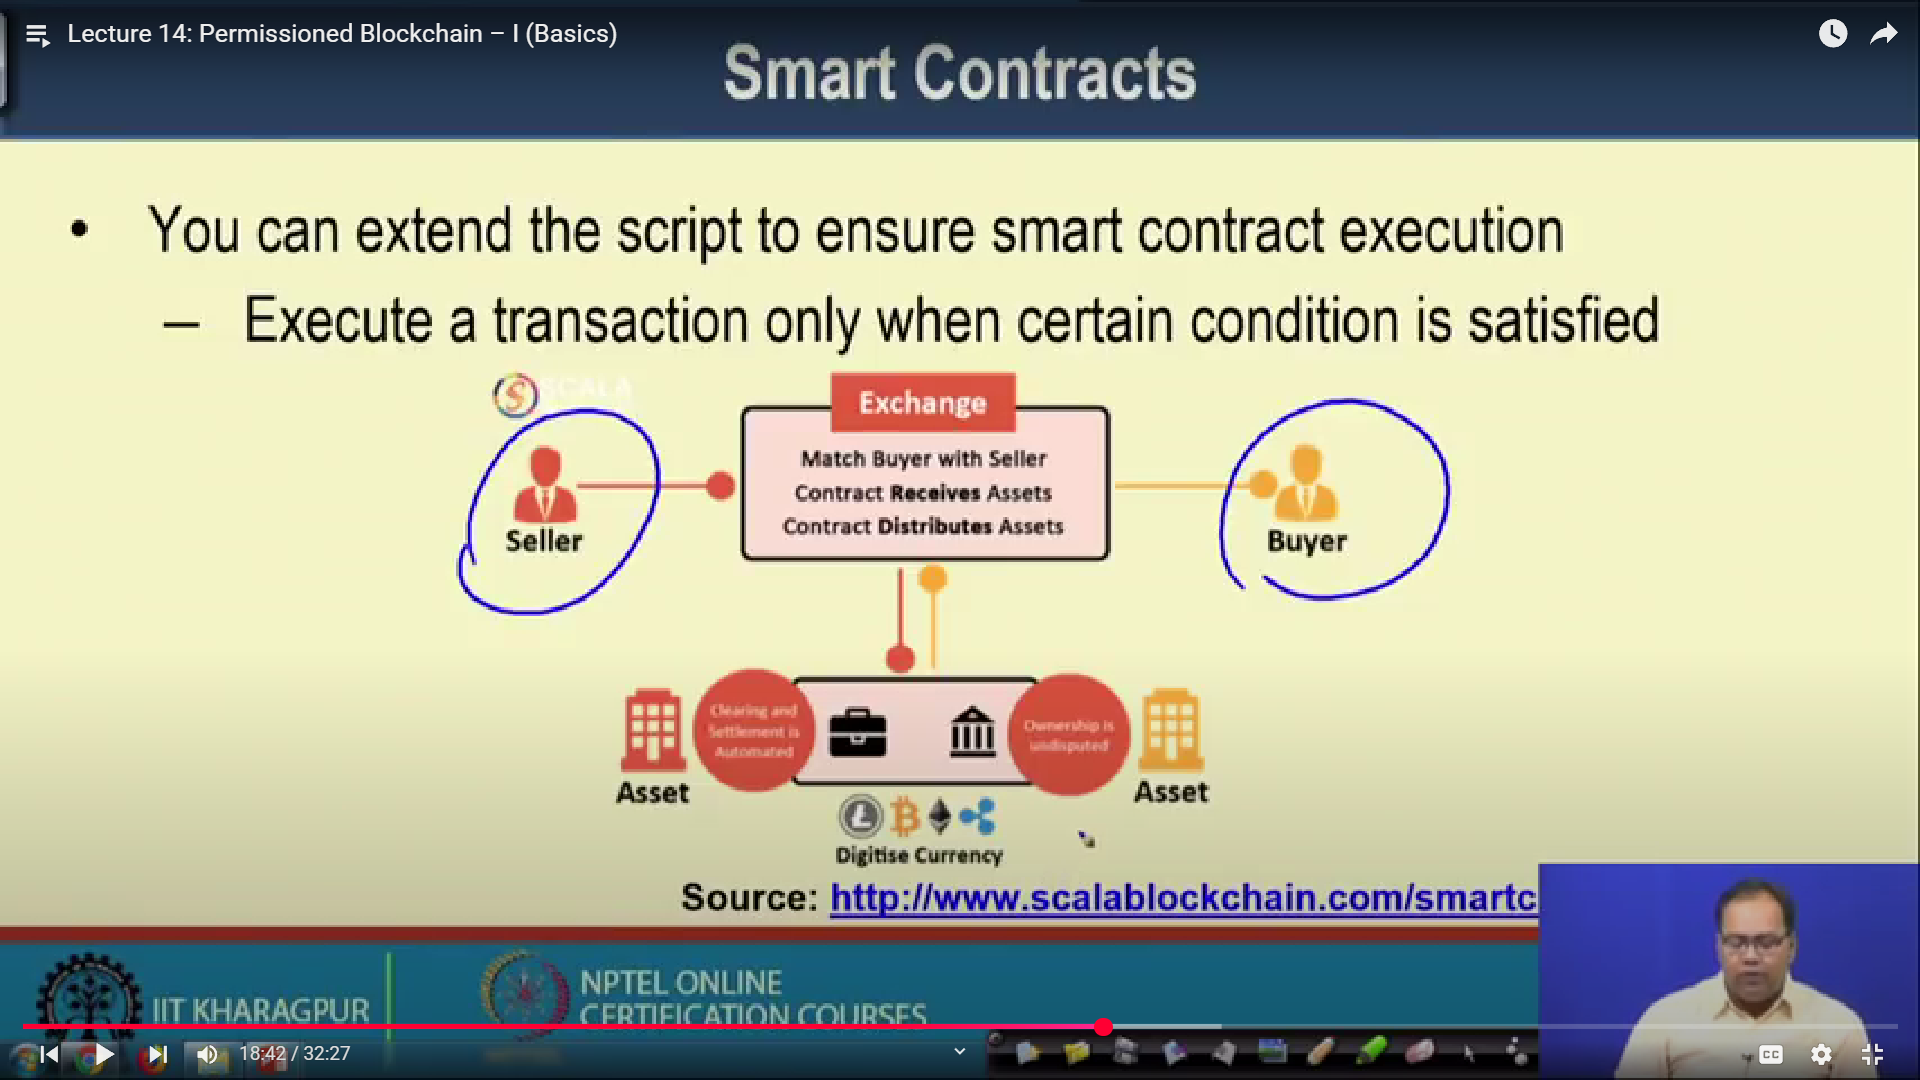 Lecture 14: Permissioned Blockchain – I (Basics)
Smart Contracts
• You can extend the script to ensure smart contract execution
– Execute a transaction only when certain condition is satisfied
SCALA
Exchange
Match Buyer with Seller
Contract Receives Assets
Contract Distributes Assets
Seller
Buyer
Clearing and
Settlement is
Automated
Ownership is
undisputed
Asset
Asset
Digitise Currency
Source: http://www.scalablockchain.com/smartc
IIT KHARAGPUR
NPTEL ONLINE
CERTIFICATION COURSES
18:42 / 32:27
CC